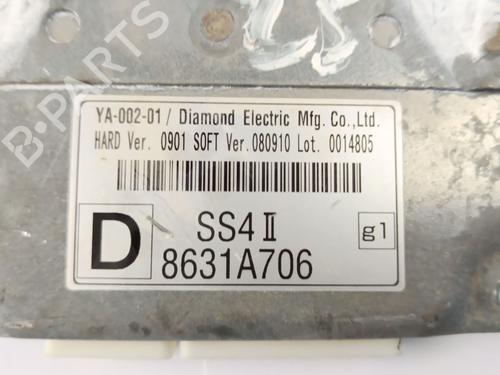 YA-002-01/ Diamond Electric Mfg. Co.,Ltd.
HARD Ver. 0901 SOFT Ver.080910 Lot. 0014805
D
SS4Ⅱ
g1
8631A706
B-PARTS